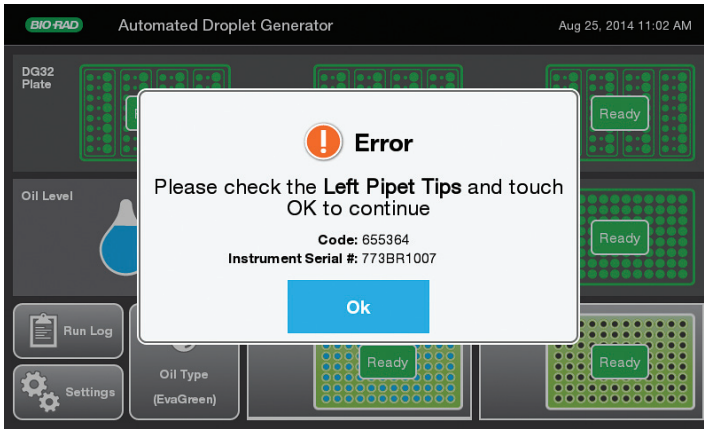 BIO-RAD
Automated Droplet Generator
Aug 25, 2014 11:02 AM
DG32
Plate
Ready
Error
Please check the Left Pipet Tips and touch
OK to continue
Code: 655364
Instrument Serial #: 773BR1007
Ok
Oil Level
Ready
Run Log
Settings
Oil Type
(EvaGreen)
Ready
Ready